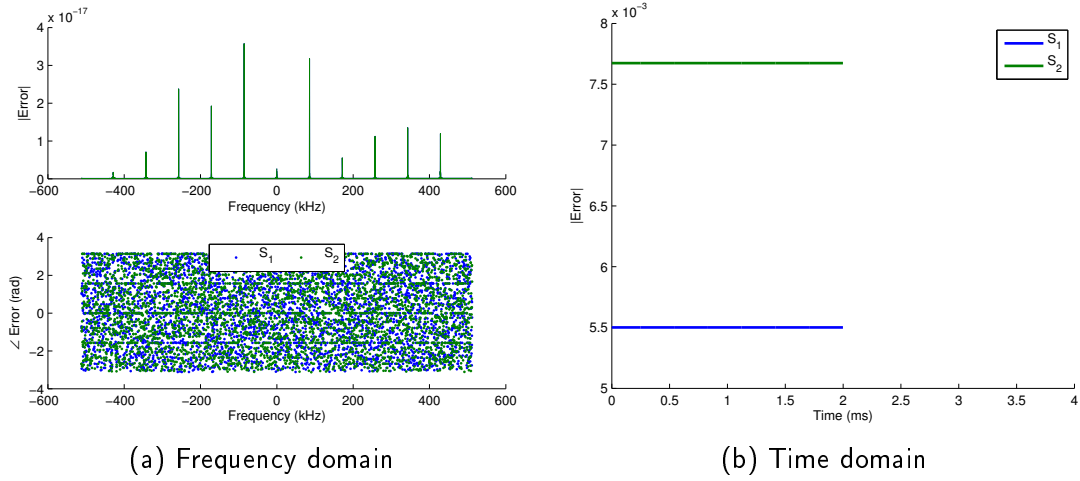 x 10⁻¹⁷
4
3
2
1
0
|Error|
−600 −400 −200 0 200 400 600
Frequency (kHz)
4
2
0
−2
−4
∠ Error (rad)
S₁ S₂
−600 −400 −200 0 200 400 600
Frequency (kHz)
(a) Frequency domain
x 10⁻³
8
7.5
7
6.5
6
5.5
5
|Error|
S₁
S₂
0 0.5 1 1.5 2 2.5 3 3.5 4
Time (ms)
(b) Time domain